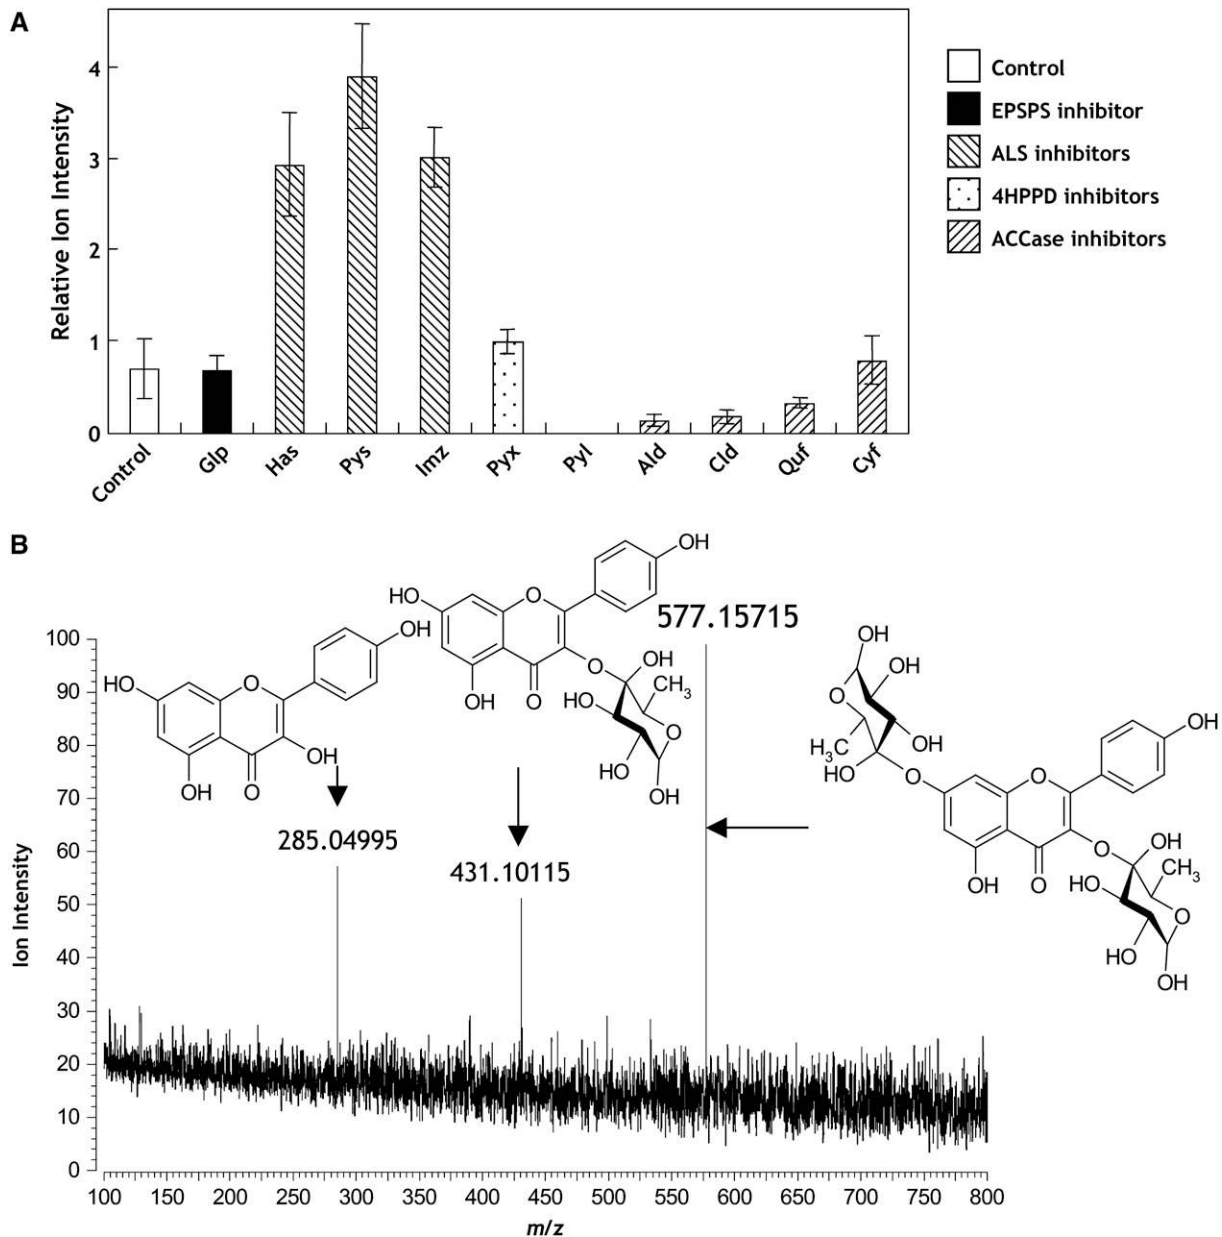 A
Relative Ion Intensity
4
3
2
1
0
Control
Glp
Has
Pys
Imz
Pyx
Pyl
Ald
Cld
Quf
Cyf
Control
EPSPS inhibitor
ALS inhibitors
4HPPD inhibitors
ACCase inhibitors
B
Ion Intensity
100
90
80
70
60
50
40
30
20
10
0
HO
O
OH
OH
OH
O
285.04995
HO
O
OH
OH
O
O
OH
HO
CH3
O
HO
OH
431.10115
577.15715
OH
OH
O
H3C
OH
HO
O
O
OH
OH
O
O
OH
HO
CH3
O
HO
OH
100
150
200
250
300
350
400
450
500
550
600
650
700
750
800
m/z